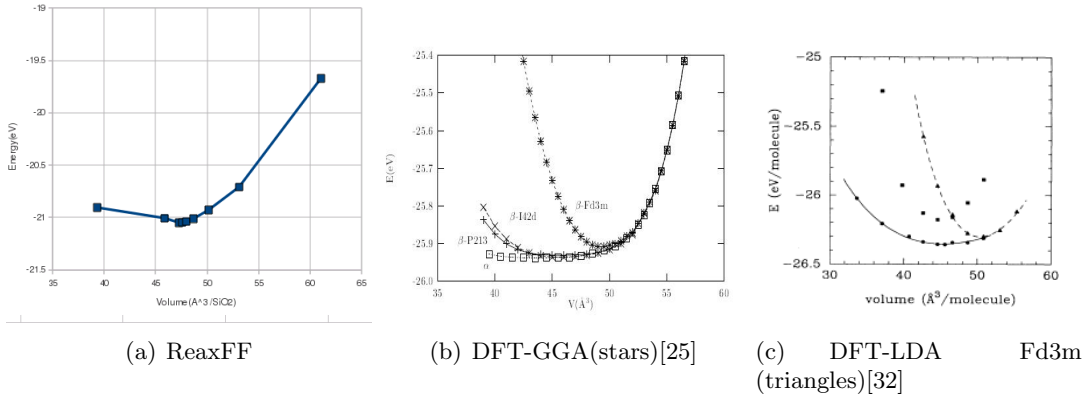 -19
-19.5
-20
-20.5
-21
-21.5
Energy(eV)
35 40 45 50 55 60 65
Volume(A^3/SiO2)
-25.4
-25.5
-25.6
-25.7
-25.8
-25.9
-26.0
E(eV)
β-Fd3m
β-I42d
β-P213
α
35 40 45 50 55 60
V(Å³)
−25
−25.5
−26
−26.5
E (eV/molecule)
30 40 50 60
volume (Å³/molecule)
(a) ReaxFF
(b) DFT-GGA(stars)[25]
(c) DFT-LDA Fd3m
(triangles)[32]